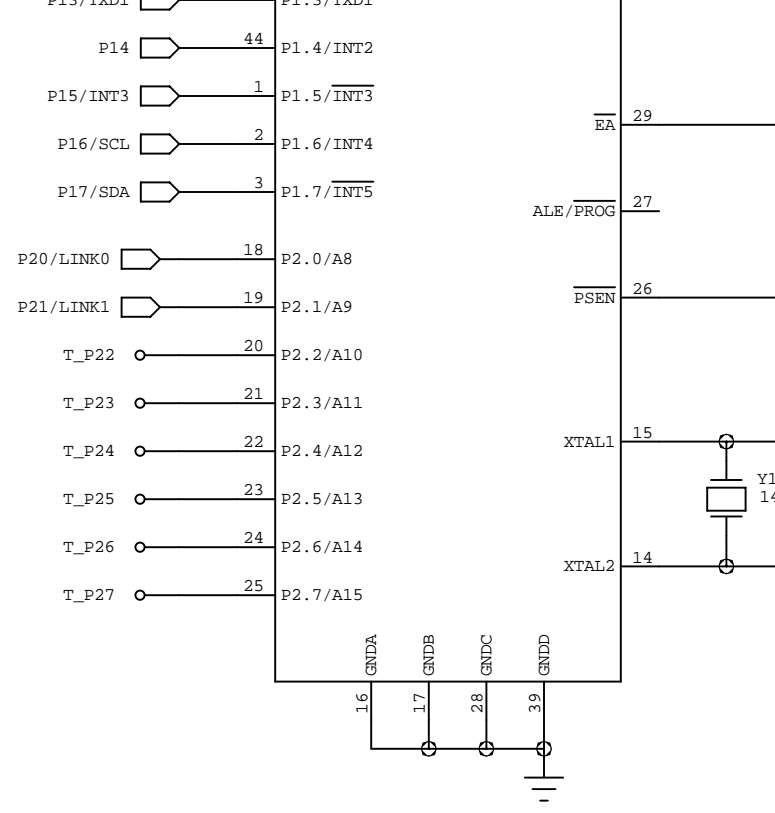 P13/TXD1 P1.3/TXD1
P14 44 P1.4/INT2
P15/INT3 1 P1.5/INT3
EA 29
P16/SCL 2 P1.6/INT4
P17/SDA 3 P1.7/INT5
ALE/PROG 27
P20/LINK0 18 P2.0/A8
PSEN 26
P21/LINK1 19 P2.1/A9
T_P22 20 P2.2/A10
T_P23 21 P2.3/A11
XTAL1 15
T_P24 22 P2.4/A12
Y1
T_P25 23 P2.5/A13
14
T_P26 24 P2.6/A14
XTAL2 14
T_P27 25 P2.7/A15
GNDA GNDB GNDC GNDD
16 17 28 39